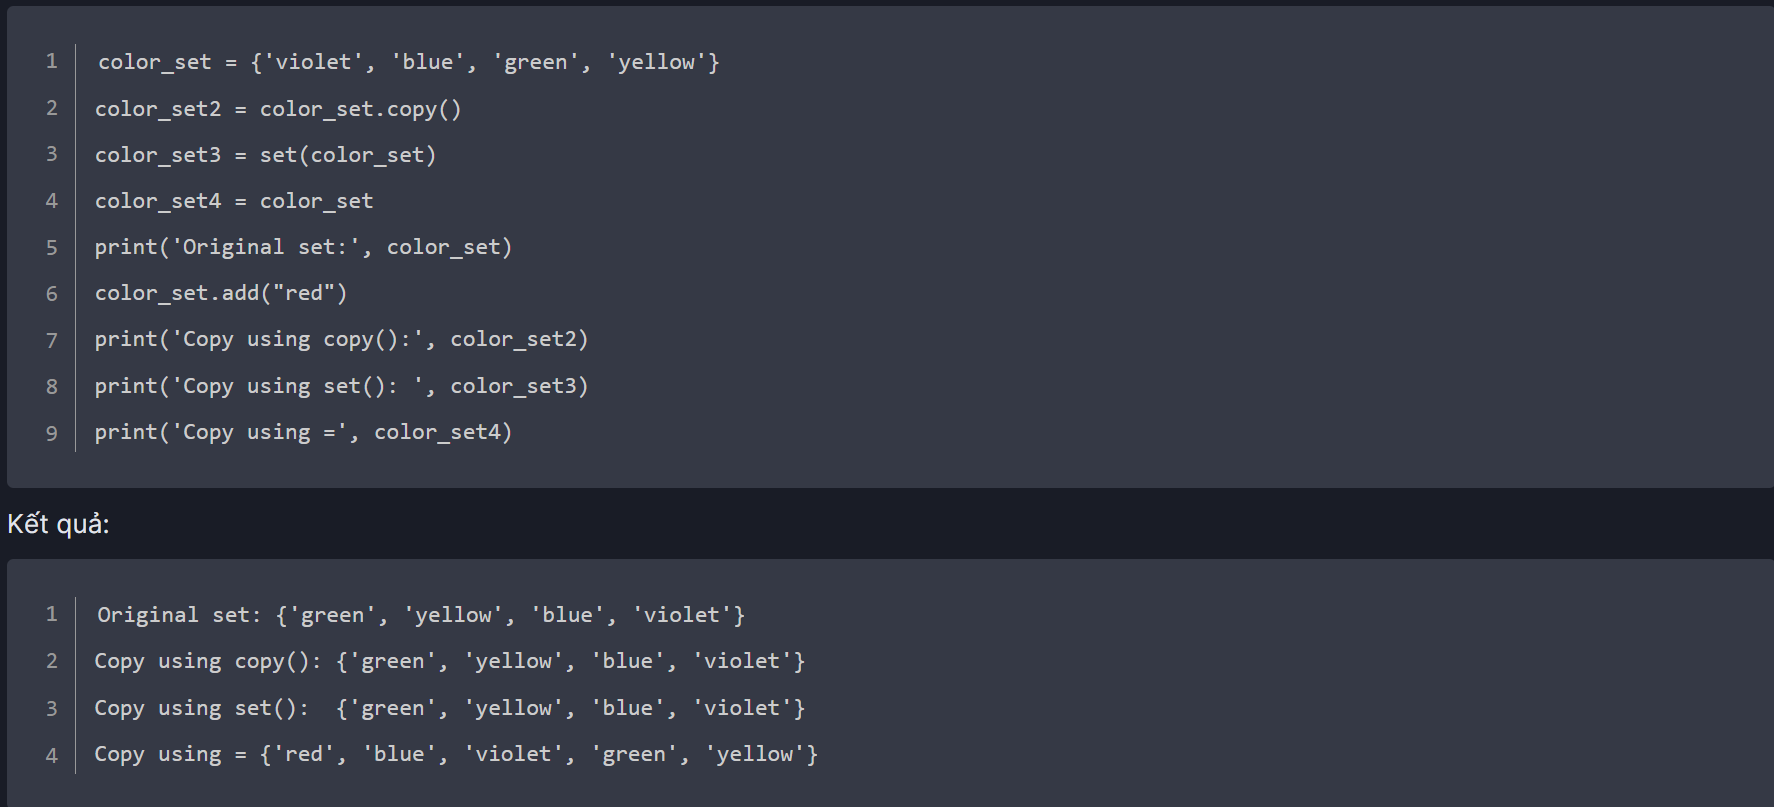 1 color_set = {'violet', 'blue', 'green', 'yellow'}
2 color_set2 = color_set.copy()
3 color_set3 = set(color_set)
4 color_set4 = color_set
5 print('Original set:', color_set)
6 color_set.add("red")
7 print('Copy using copy():', color_set2)
8 print('Copy using set(): ', color_set3)
9 print('Copy using =', color_set4)
Kết quả:
1 Original set: {'green', 'yellow', 'blue', 'violet'}
2 Copy using copy(): {'green', 'yellow', 'blue', 'violet'}
3 Copy using set():  {'green', 'yellow', 'blue', 'violet'}
4 Copy using = {'red', 'blue', 'violet', 'green', 'yellow'}